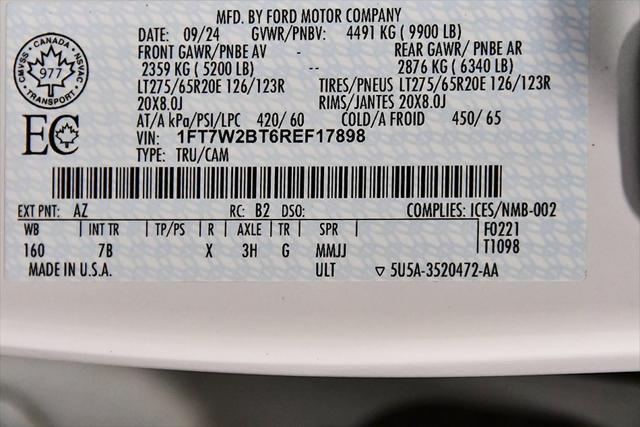 MFD. BY FORD MOTOR COMPANY
DATE: 09/24 GVWR/PNBV: 4491 KG ( 9900 LB)
FRONT GAWR/PNBE AV -- REAR GAWR/ PNBE AR
2359 KG ( 5200 LB) 2876 KG ( 6340 LB)
LT275/65R20E 126/123R TIRES/PNEUS LT275/65R20E 126/123R
20X8.0J RIMS/JANTES 20X8.0J
AT/A kPa/PSI/LPC 420/ 60 COLD/A FROID 450/ 65
VIN: 1FT7W2BT6REF17898
TYPE: TRU/CAM
CANADA
CMVSS NSVAC
977
TRANSPORT
EC
EXT PNT: AZ RC: B2 DSO: COMPLIES: ICES/NMB-002
WB INT TR TP/PS R AXLE TR SPR F0221
160 7B X 3H G MMJJ T1098
MADE IN U.S.A. ULT ▽ 5U5A-3520472-AA